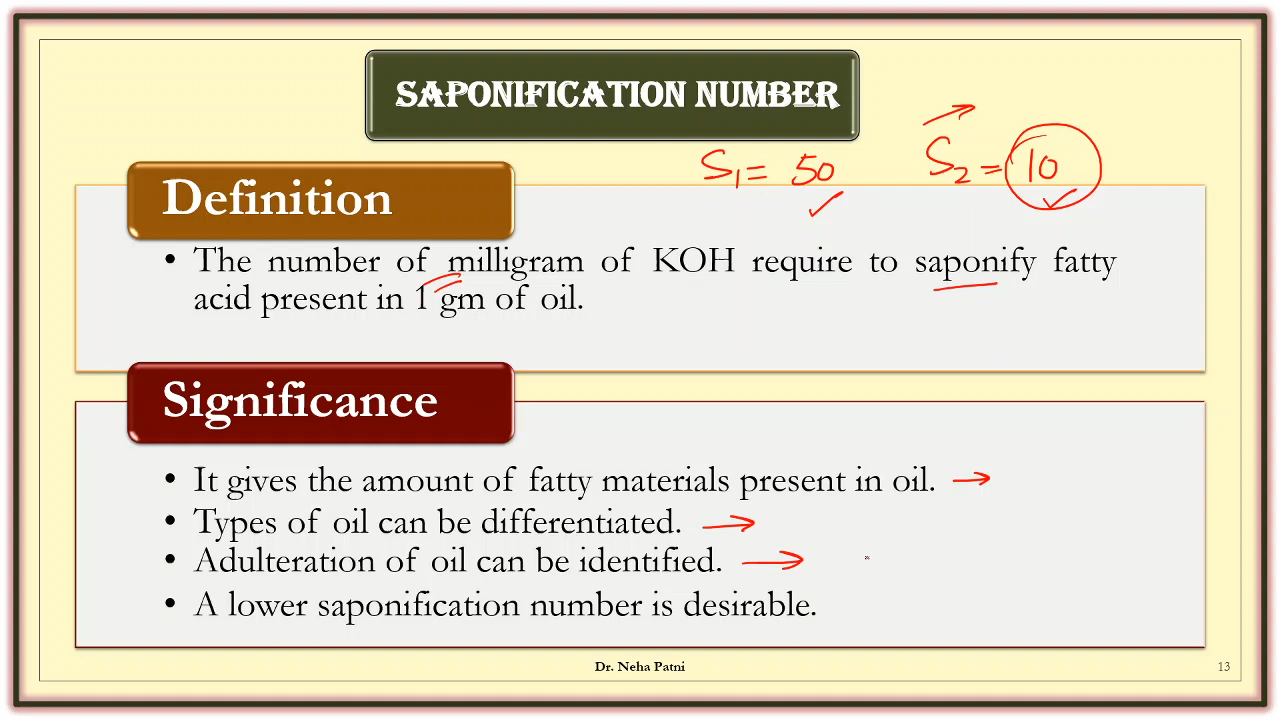 SAPONIFICATION NUMBER
S1 = 50
S2 = 10
Definition
• The number of milligram of KOH require to saponify fatty
acid present in 1 gm of oil.
Significance
• It gives the amount of fatty materials present in oil.
• Types of oil can be differentiated.
• Adulteration of oil can be identified.
• A lower saponification number is desirable.
Dr. Neha Patni
13